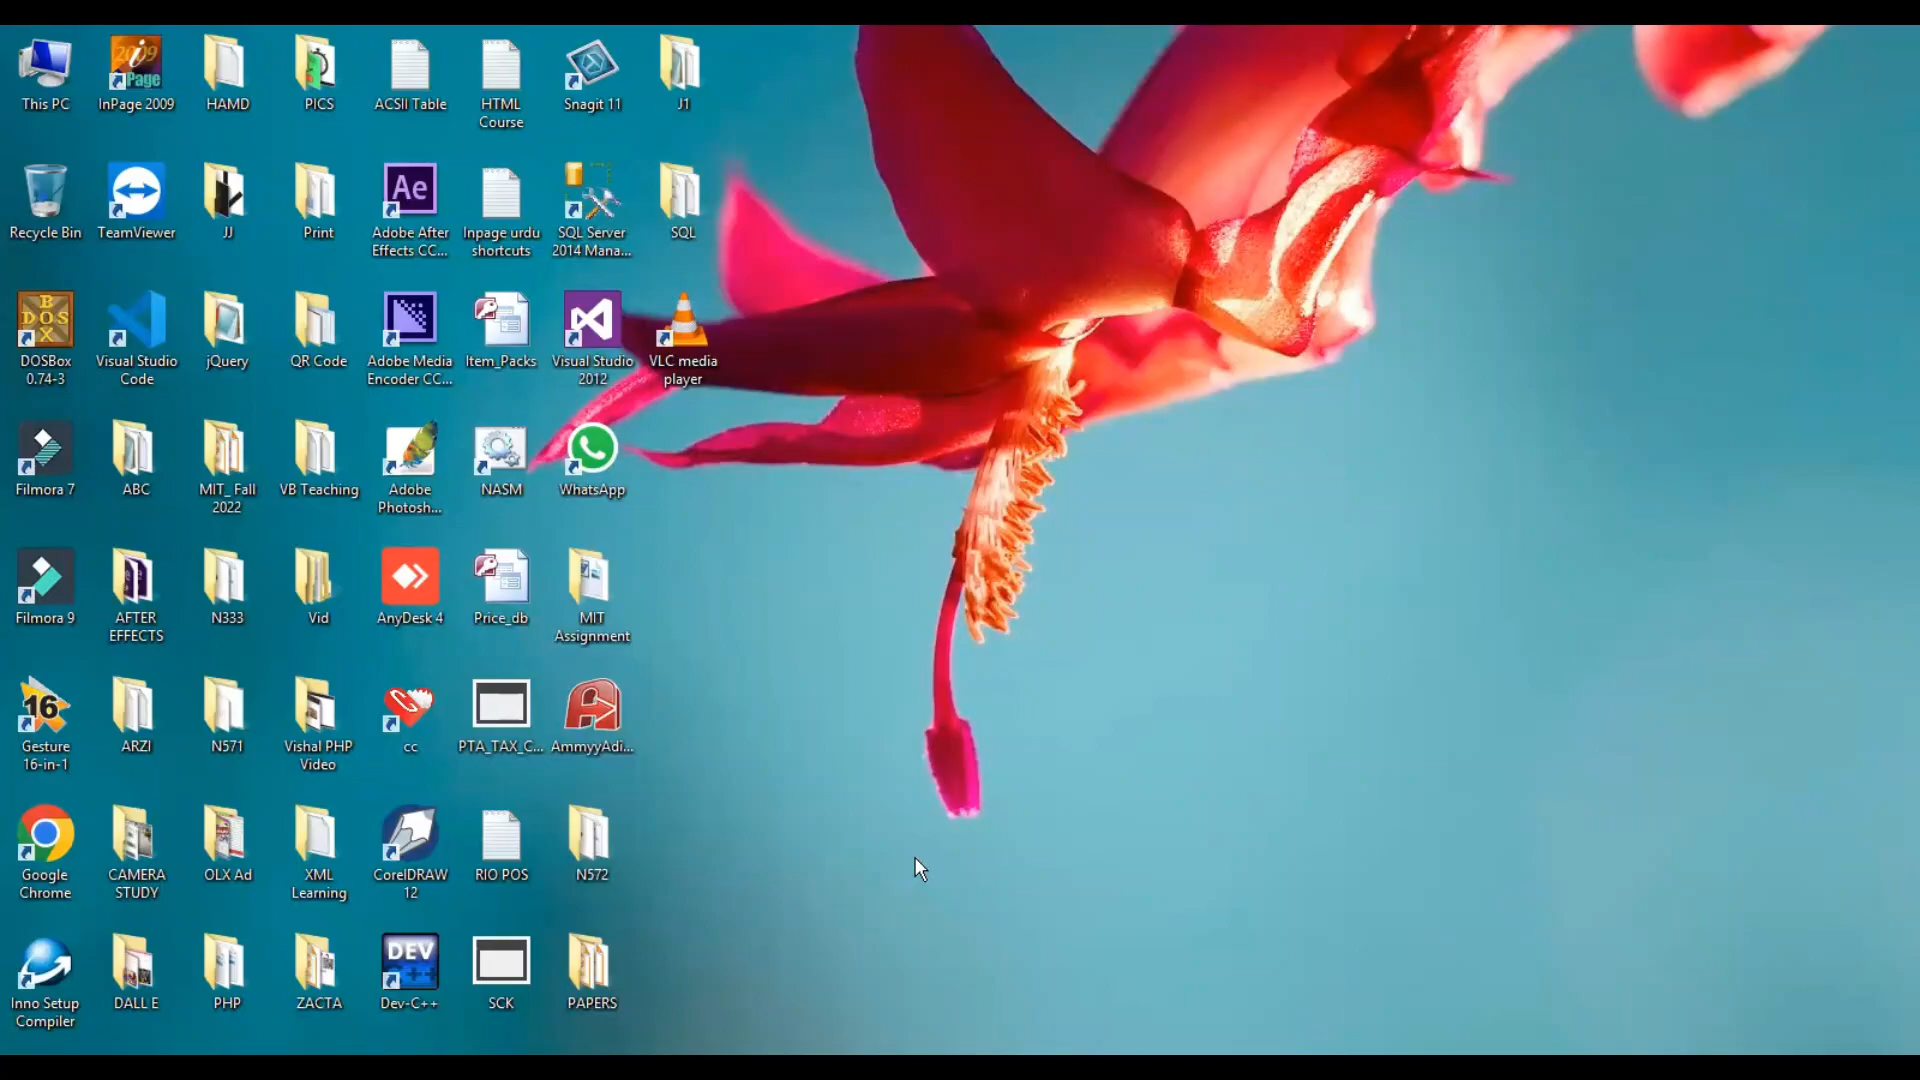 This PC
InPage 2009
HAMD
PICS
ACSII Table
HTML
Course
Snagit 11
J1
Recycle Bin
TeamViewer
JJ
Print
Adobe After
Effects CC...
Inpage urdu
shortcuts
SQL Server
2014 Mana...
SQL
DOSBox
0.74-3
Visual Studio
Code
jQuery
QR Code
Adobe Media
Encoder CC...
Item_Packs
Visual Studio
2012
VLC media
player
Filmora 7
ABC
MIT_ Fall
2022
VB Teaching
Adobe
Photosh...
NASM
WhatsApp
Filmora 9
AFTER
EFFECTS
N333
Vid
AnyDesk 4
Price_db
MIT
Assignment
Gesture
16-in-1
ARZI
N571
Vishal PHP
Video
cc
PTA_TAX_C...
AmmyyAdi...
Google
Chrome
CAMERA
STUDY
OLX Ad
XML
Learning
CorelDRAW
12
RIO POS
N572
Inno Setup
Compiler
DALL E
PHP
ZACTA
Dev-C++
SCK
PAPERS